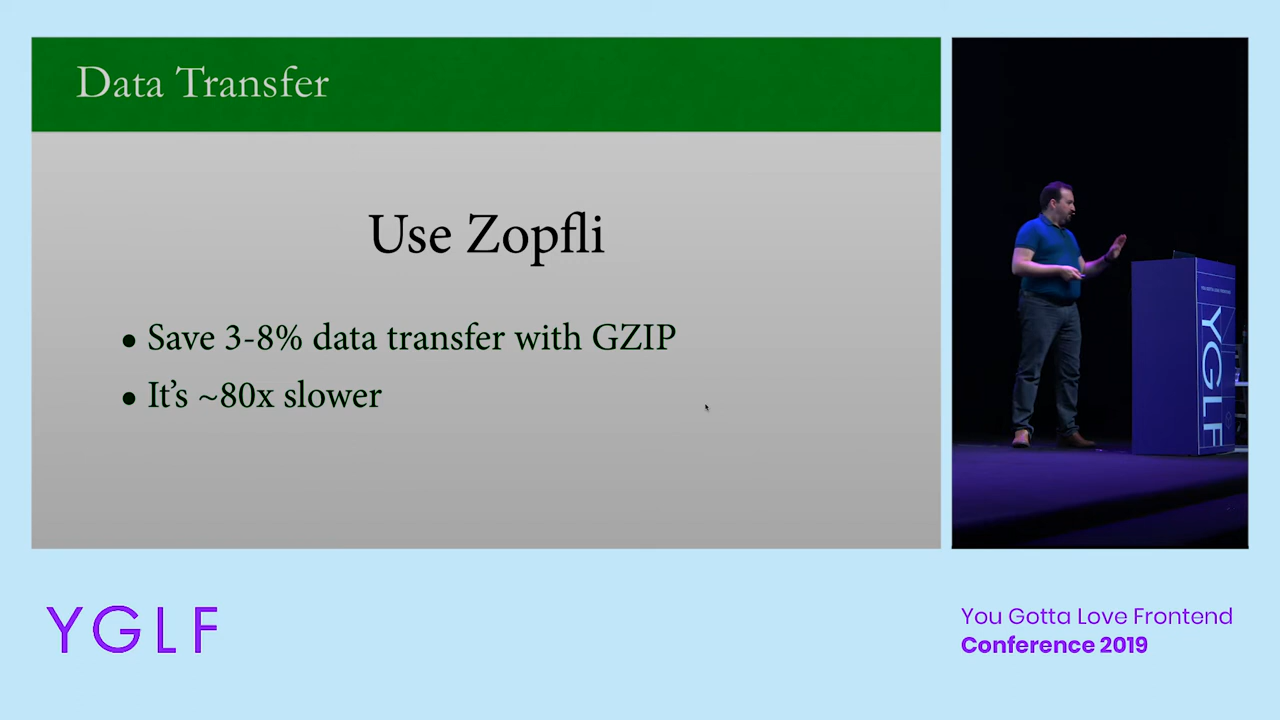 Data Transfer
Use Zopfli
• Save 3-8% data transfer with GZIP
• It's ~80x slower
YGLF
YGLF
You Gotta Love Frontend
Conference 2019